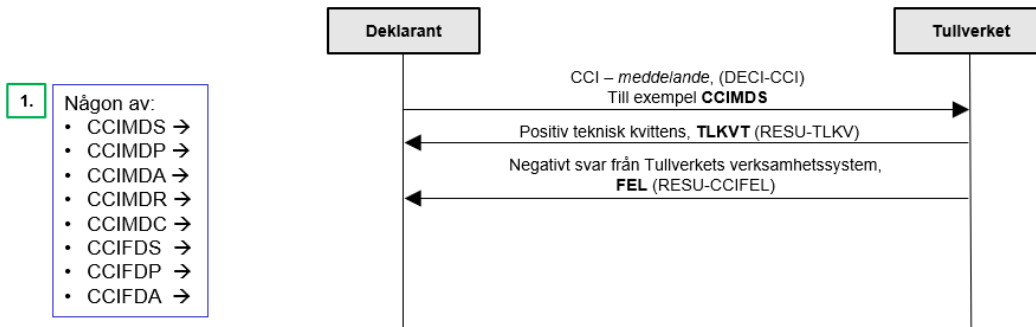 Deklarant
Tullverket
CCI – meddelande, (DECI-CCI)
Till exempel CCIMDS
Positiv teknisk kvittens, TLKVT (RESU-TLKV)
Negativt svar från Tullverkets verksamhetssystem,
FEL (RESU-CCIFEL)
1.
Någon av:
• CCIMDS →
• CCIMDP →
• CCIMDA →
• CCIMDR →
• CCIMDC →
• CCIFDS →
• CCIFDP →
• CCIFDA →